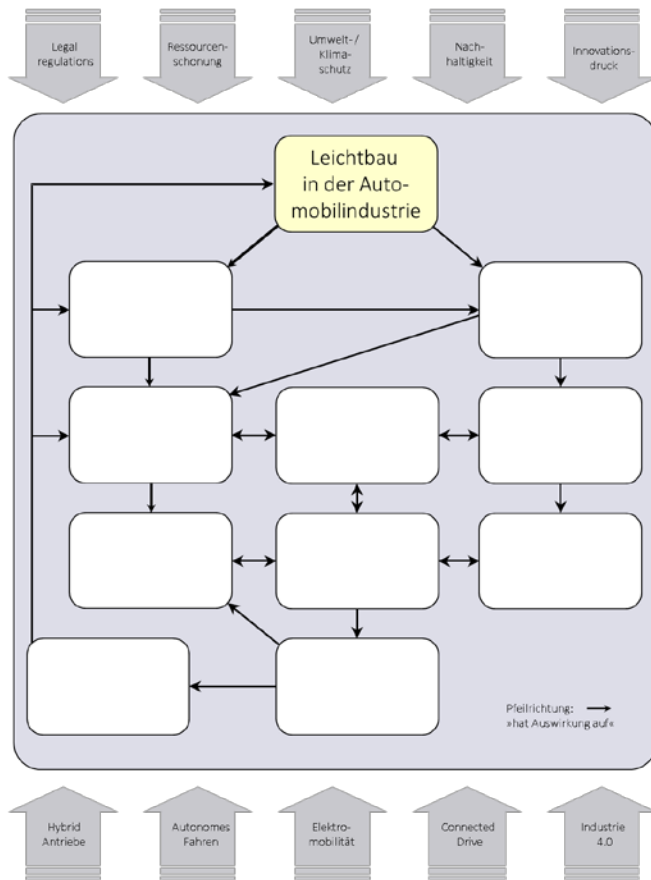 Legal
regulations
Ressourcen-
schonung
Umwelt-/
Klima-
schutz
Nach-
haltigkeit
Innovations-
druck
Leichtbau
in der Auto-
mobilindustrie
Pfeilrichtung:
»hat Auswirkung auf«
Hybrid
Antriebe
Autonomes
Fahren
Elektro-
mobilität
Connected
Drive
Industrie
4.0